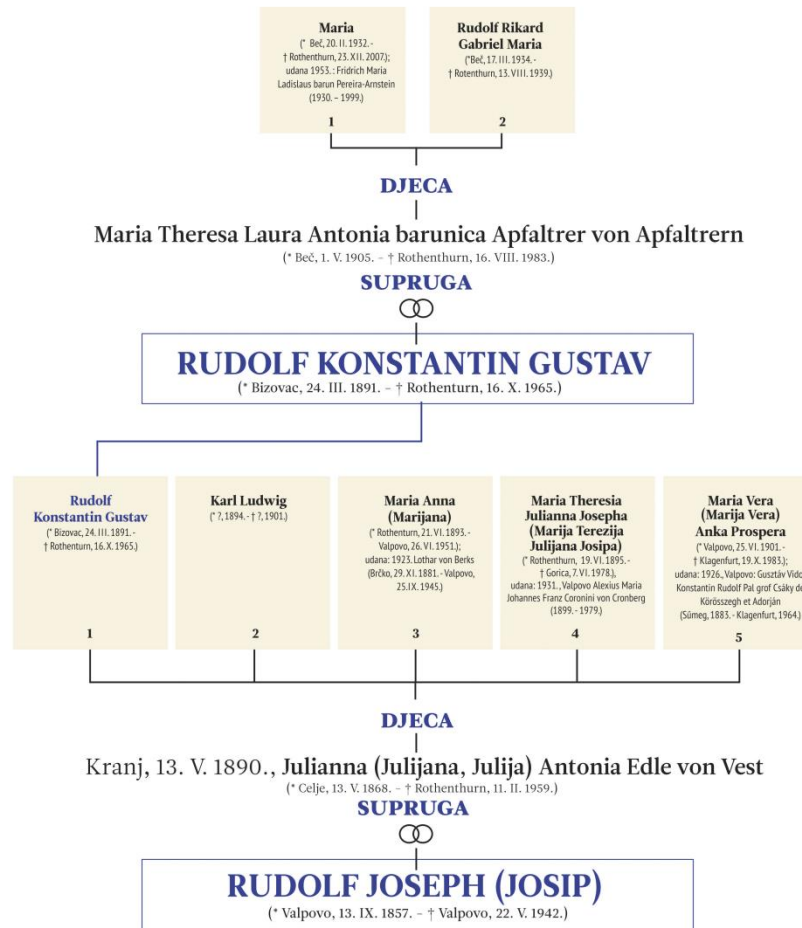 Maria
(* Beč, 20. II. 1932. -
† Rothenthurn, 23. XII. 2007.);
udana 1953. : Fridrich Maria
Ladislaus barun Pereira-Arnstein
(1930. – 1999.)
1
Rudolf Rikard
Gabriel Maria
(*Beč, 17. III. 1934. -
† Rotenthurn, 13. VIII. 1939.)
2
DJECA
Maria Theresa Laura Antonia barunica Apfaltrer von Apfaltrern
(* Beč, 1. V. 1905. – † Rothenthurn, 16. VIII. 1983.)
SUPRUGA
RUDOLF KONSTANTIN GUSTAV
(* Bizovac, 24. III. 1891. – † Rothenturn, 16. X. 1965.)
Rudolf
Konstantin Gustav
(* Bizovac, 24. III. 1891. -
† Rothenturn, 16. X. 1965.)
1
Karl Ludwig
(* ?, 1894. - † ?, 1901.)
2
Maria Anna
(Marijana)
(* Rothenturn, 21. VI. 1893. -
Valpovo, 26. VI. 1951.);
udana: 1923. Lothar von Berks
(Brčko, 29. XI. 1881. - Valpovo,
25.IX. 1945.)
3
Maria Theresia
Julianna Josepha
(Marija Terezija
Julijana Josipa)
(* Rothenturn, 19. VI. 1895. -
† Gorica, 7. VI. 1978.),
udana: 1931., Valpovo Alexius Maria
Johannes Franz Coronini von Cronberg
(1899. - 1979.)
4
Maria Vera
(Marija Vera)
Anka Prospera
(* Valpovo, 25. VI. 1901. -
† Klagenfurt, 19. X. 1983.);
udana: 1926., Valpovo: Gusztáv Vido
Konstantin Rudolf Pal grof Csáky de
Körösszegh et Adorján
(Sümeg, 1883. - Klagenfurt, 1964.)
5
DJECA
Kranj, 13. V. 1890., Julianna (Julijana, Julija) Antonia Edle von Vest
(* Celje, 13. V. 1868. – † Rothenthurn, 11. II. 1959.)
SUPRUGA
RUDOLF JOSEPH (JOSIP)
(* Valpovo, 13. IX. 1857. – † Valpovo, 22. V. 1942.)